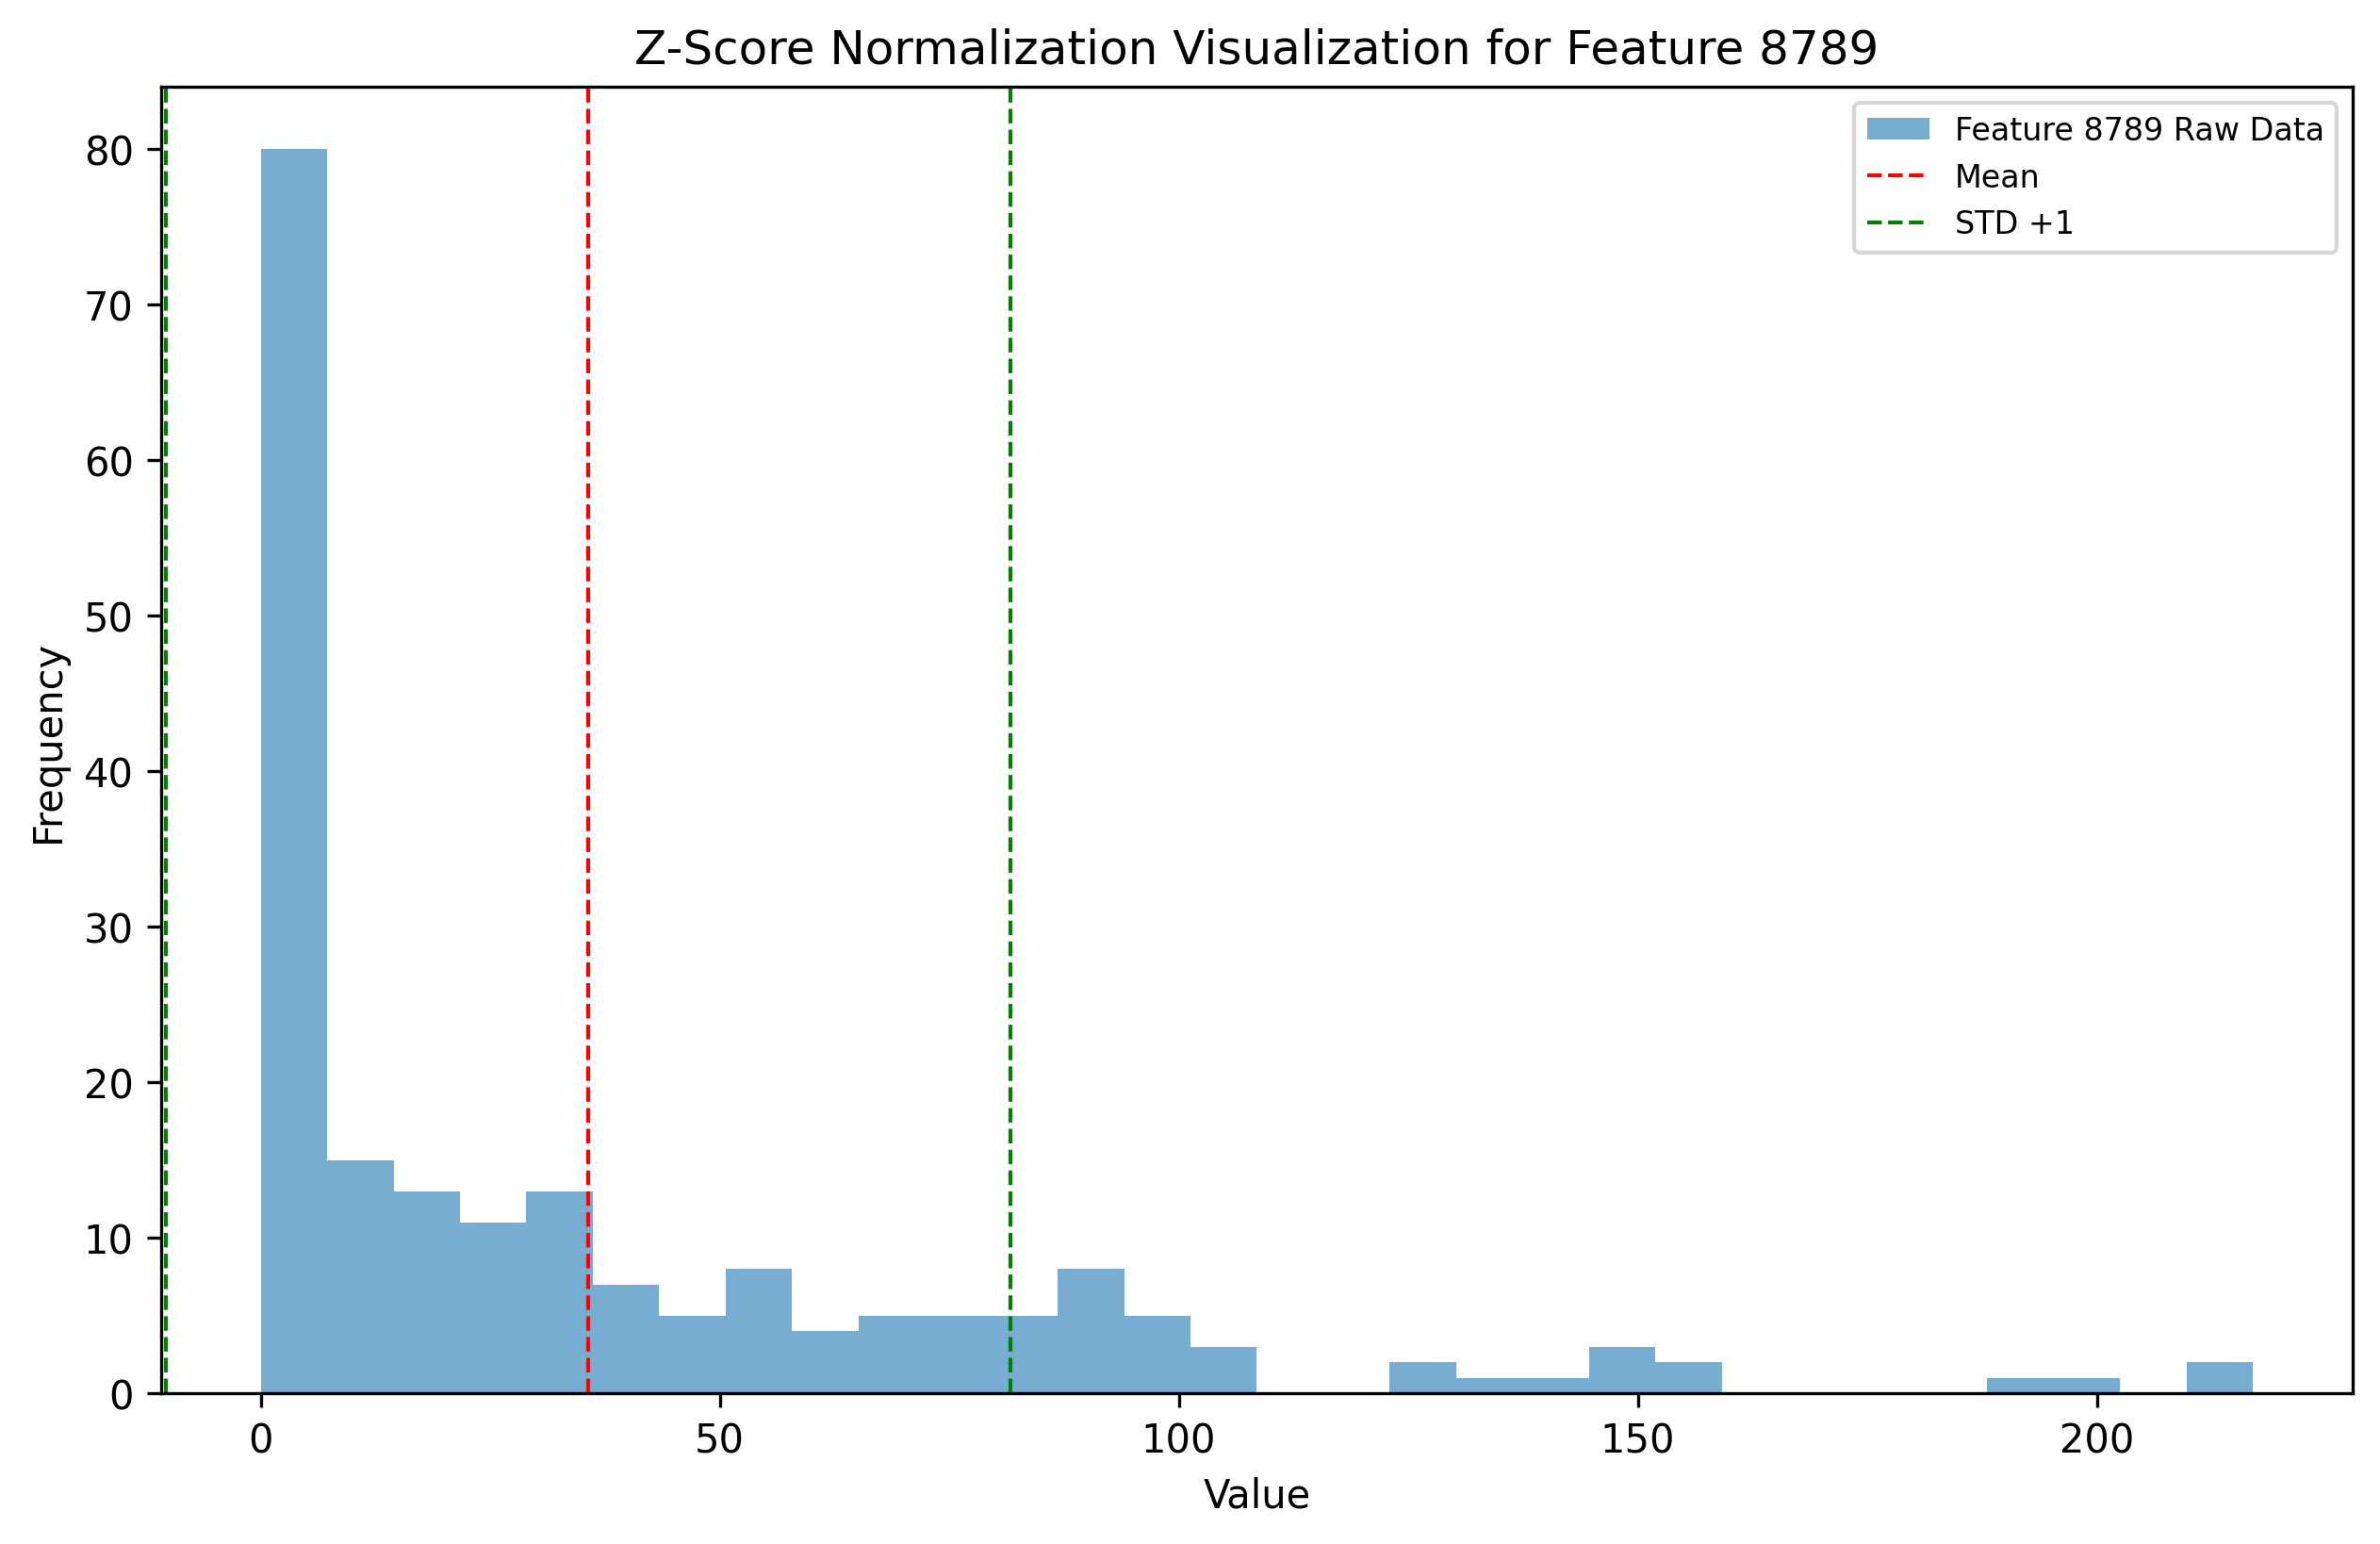 Z-Score Normalization Visualization for Feature 8789
Feature 8789 Raw Data
Mean
STD +1
80
70
60
50
40
30
20
10
0
Frequency
0 50 100 150 200
Value